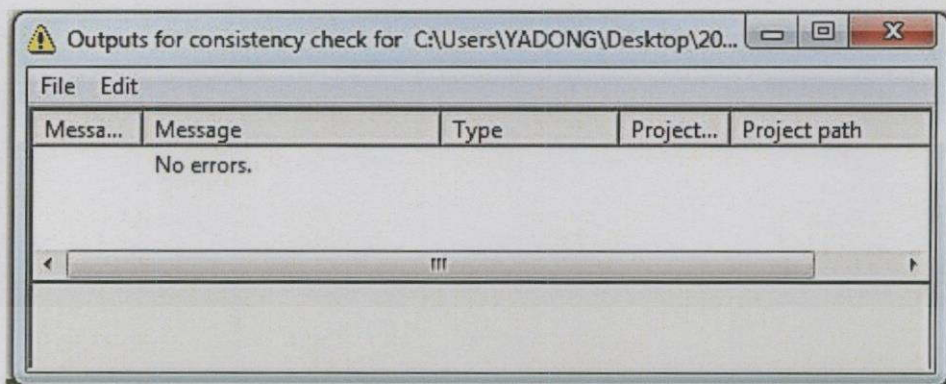 Outputs for consistency check for C:\Users\YADONG\Desktop\20...
File Edit
Messa... Message Type Project... Project path
No errors.